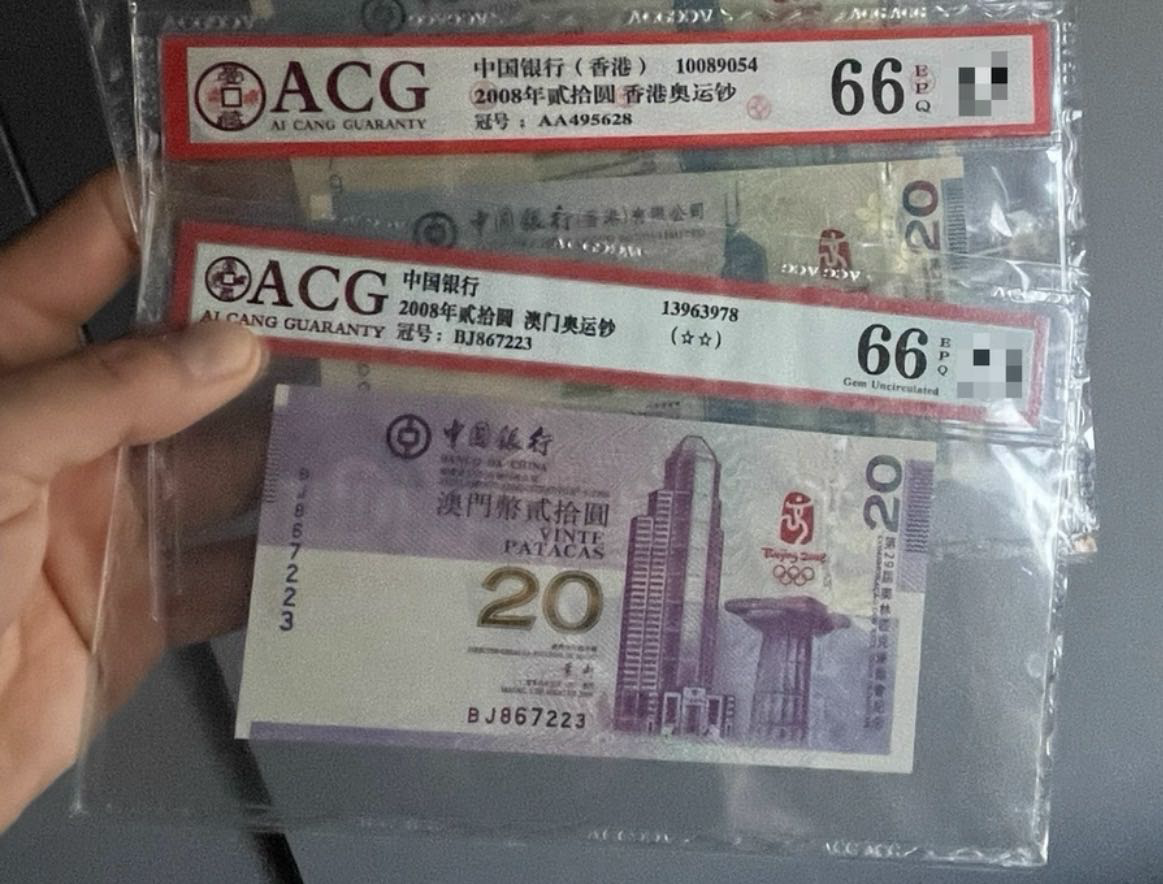 ACG
AI CANG GUARANTY
中国银行（香港） 10089054
2008年贰拾圆 香港奥运钞
冠号：AA495628
66 EPQ
中国银行(香港)有限公司
20
ACG
AI CANG GUARANTY
中国银行
2008年贰拾圆 澳门奥运钞
冠号：BJ867223
13963978
(☆☆)
66 EPQ
Gem Uncirculated
中國銀行
BANCO DA CHINA
澳門幣貳拾圓
VINTE
PATACAS
20
BJ867223
BJ867223
Beijing 2008
20